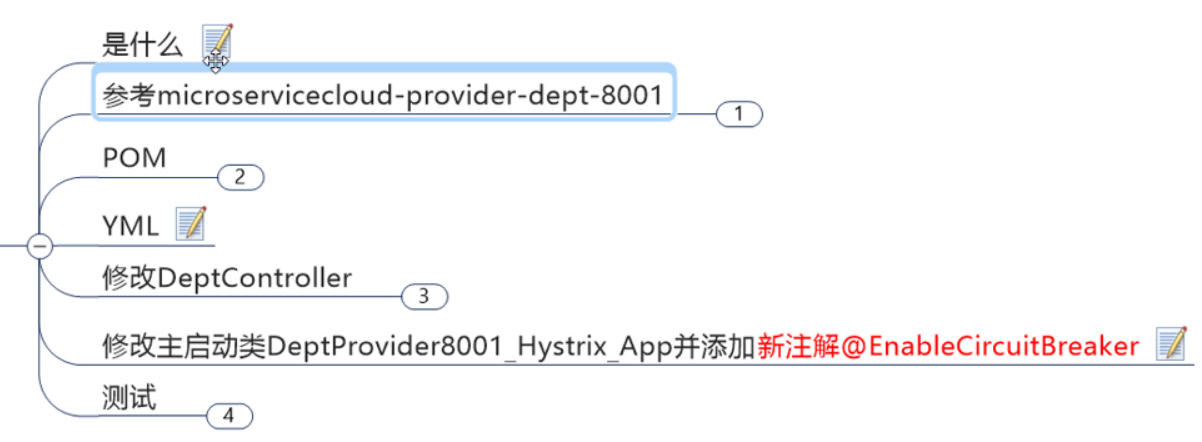 是什么
参考microservicecloud-provider-dept-8001
1
POM
2
YML
修改DeptController
3
修改主启动类DeptProvider8001_Hystrix_App并添加新注解@EnableCircuitBreaker
测试
4